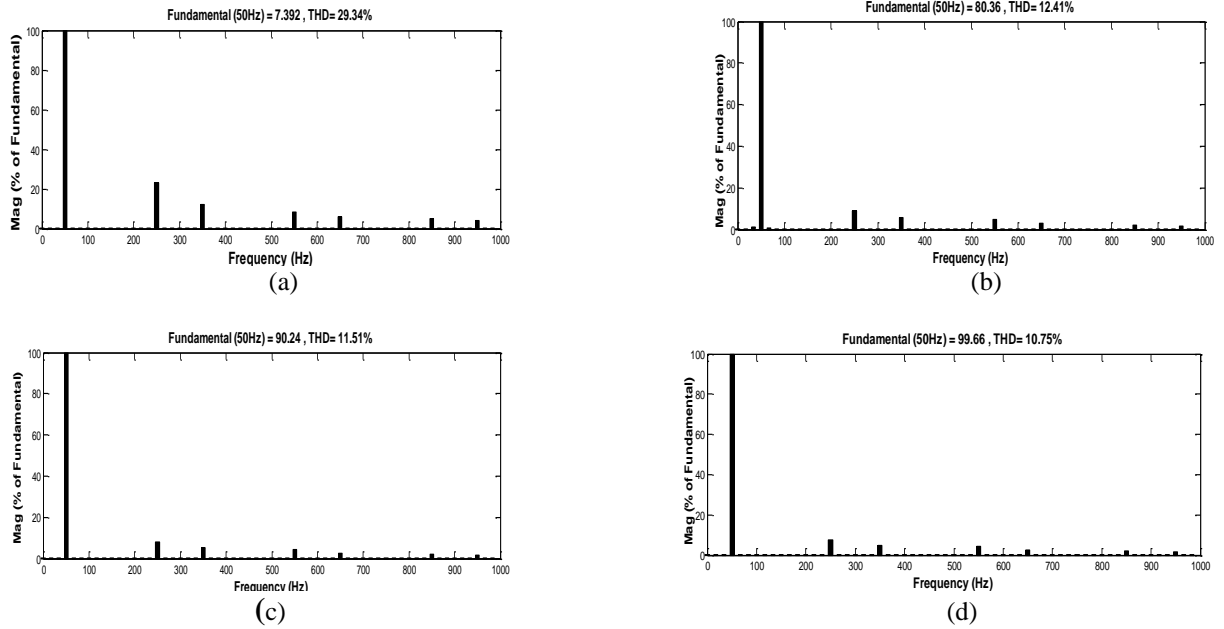 Fundamental (50Hz) = 7.392 , THD= 29.34%
Mag (% of Fundamental)
100
80
60
40
20
0
0 100 200 300 400 500 600 700 800 900 1000
Frequency (Hz)
(a)
Fundamental (50Hz) = 80.36 , THD= 12.41%
Mag (% of Fundamental)
100
80
60
40
20
0
0 100 200 300 400 500 600 700 800 900 1000
Frequency (Hz)
(b)
Fundamental (50Hz) = 90.24 , THD= 11.51%
Mag (% of Fundamental)
100
80
60
40
20
0
0 100 200 300 400 500 600 700 800 900 1000
Frequency (Hz)
(c)
Fundamental (50Hz) = 99.66 , THD= 10.75%
Mag (% of Fundamental)
100
80
60
40
20
0
0 100 200 300 400 500 600 700 800 900 1000
Frequency (Hz)
(d)